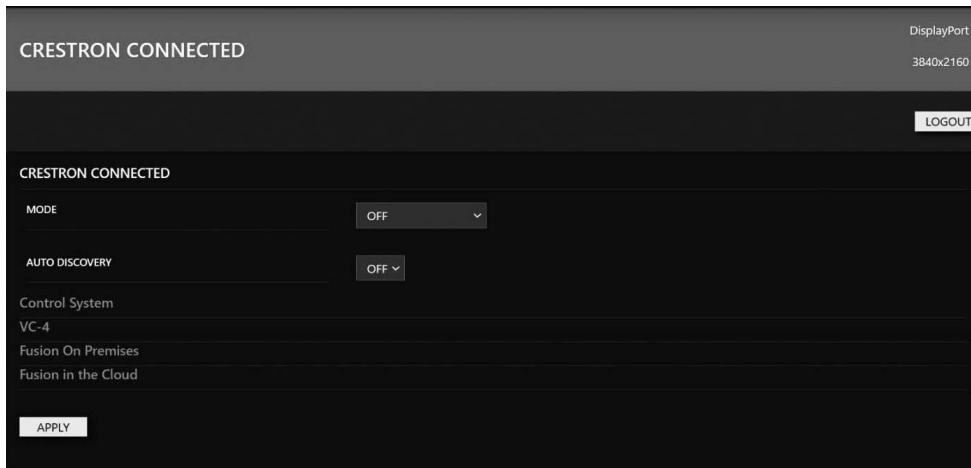 CRESTRON CONNECTED
DisplayPort
3840x2160
LOGOUT
CRESTRON CONNECTED
MODE
OFF
AUTO DISCOVERY
OFF
Control System
VC-4
Fusion On Premises
Fusion in the Cloud
APPLY